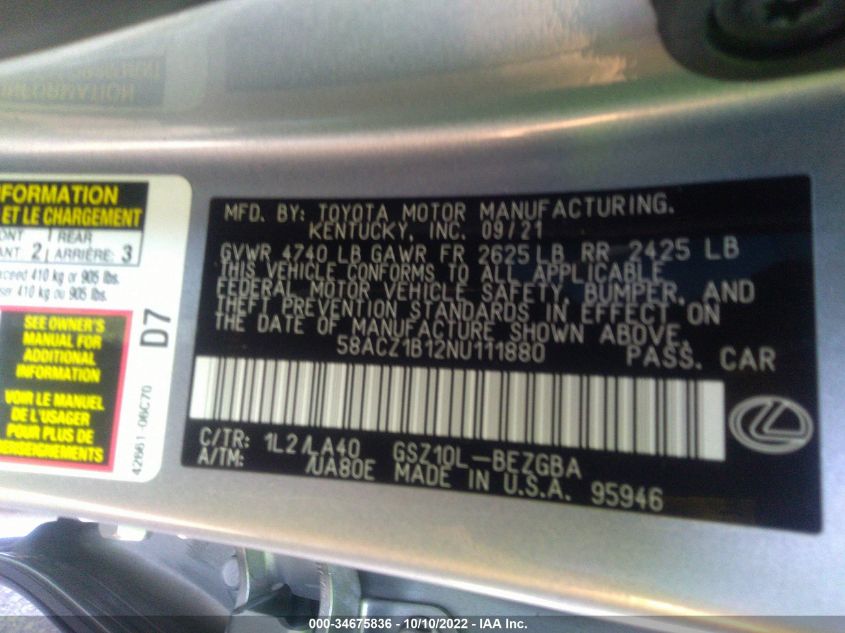 INFORMATION
NFORMATION
ET LE CHARGEMENT
ONT
ANT 2
REAR
ARRIÈRE: 3
exceed 410 kg or 905 lbs.
ser 410 kg ou 905 lbs.
SEE OWNER'S
MANUAL FOR
ADDITIONAL
INFORMATION
VOIR LE MANUEL
DE L'USAGER
POUR PLUS DE
RENSEIGNEMENTS
D7
42661-06C70
MFD. BY: TOYOTA MOTOR MANUFACTURING.
KENTUCKY, INC. 09/21
GVWR 4740 LB GAWR FR 2625 LB RR 2425 LB
THIS VEHICLE CONFORMS TO ALL APPLICABLE
FEDERAL MOTOR VEHICLE SAFETY, BUMPER, AND
THEFT PREVENTION STANDARDS IN EFFECT ON
THE DATE OF MANUFACTURE SHOWN ABOVE.
58ACZ1B12NU111880 PASS. CAR
C/TR: 1L2/LA40 GSZ10L-BEZGBA
A/TM: /UA80E MADE IN U.S.A. 95946
000-34675836 - 10/10/2022 - IAA Inc.